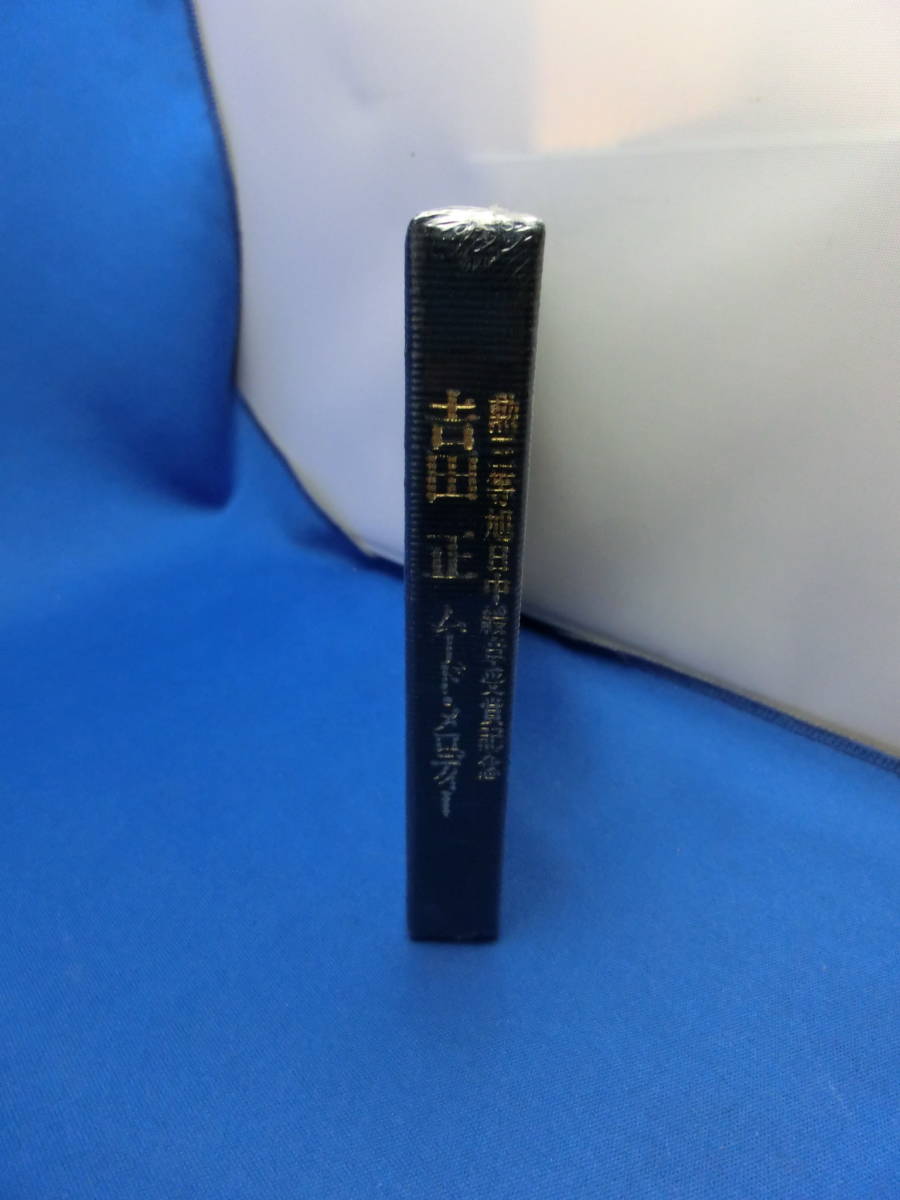 勲三等旭日中綬章受章記念
吉田 正 ムード・メロディー